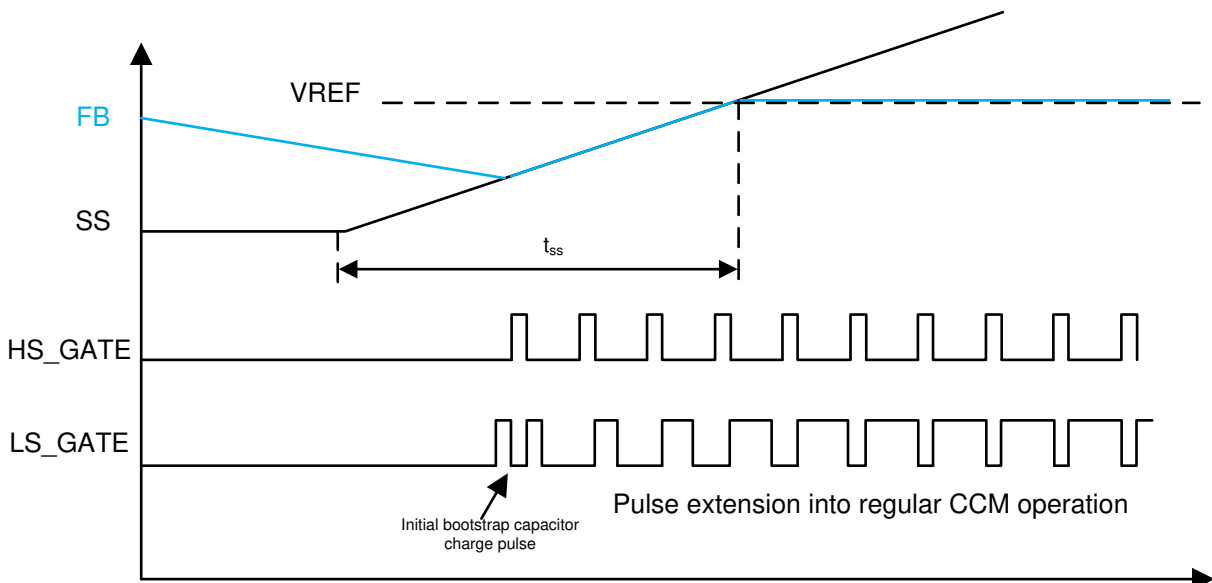 VREF
FB
SS
tss
HS_GATE
LS_GATE
Initial bootstrap capacitor
charge pulse
Pulse extension into regular CCM operation